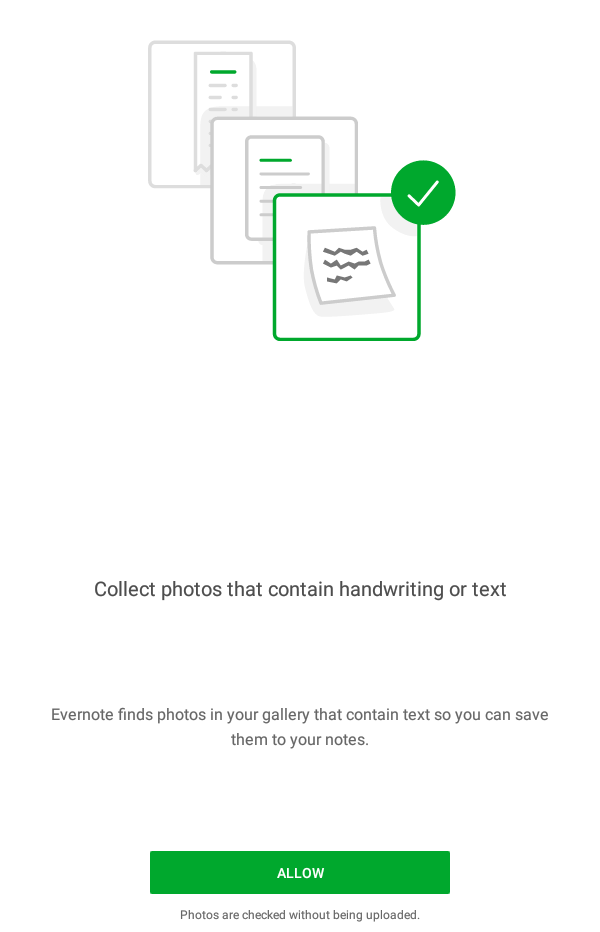 Collect photos that contain handwriting or text
Evernote finds photos in your gallery that contain text so you can save
them to your notes.
ALLOW
Photos are checked without being uploaded.